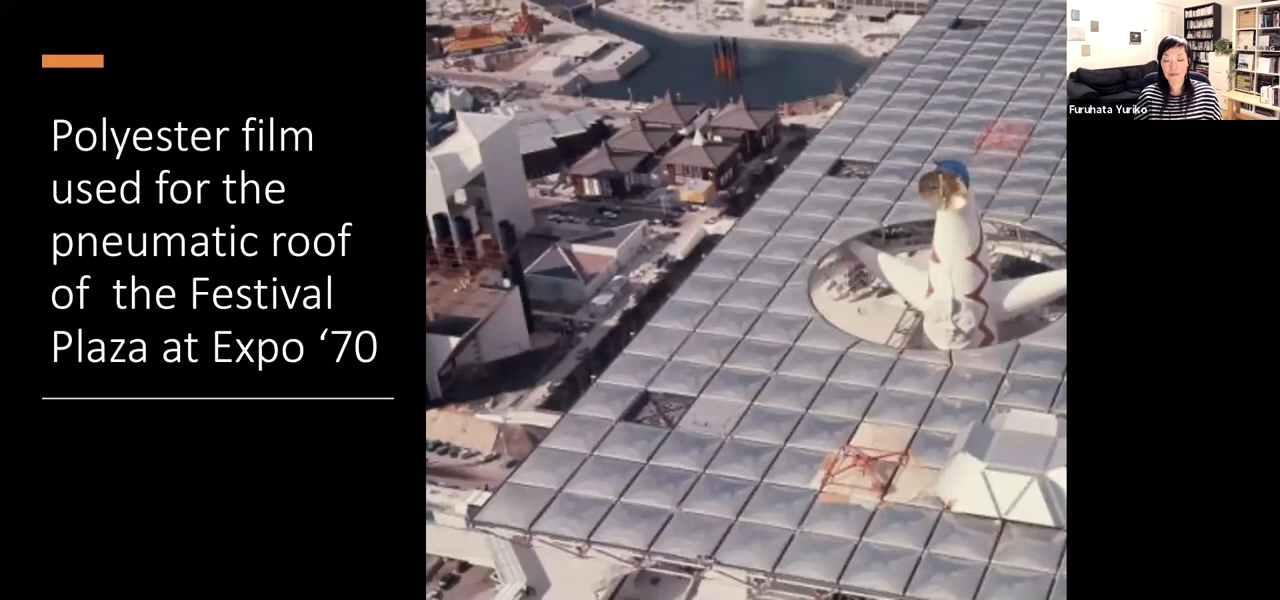 Polyester film
used for the
pneumatic roof
of  the Festival
Plaza at Expo ‘70
Furuhata Yuriko